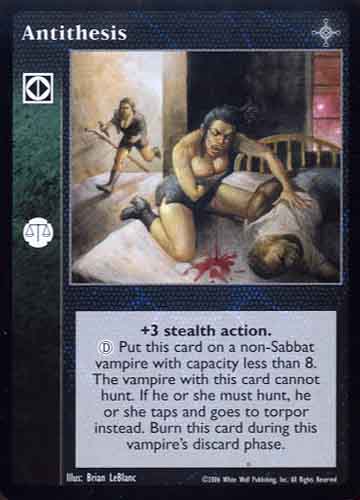 Antithesis
+3 stealth action.
Ⓓ Put this card on a non-Sabbat
vampire with capacity less than 8.
The vampire with this card cannot
hunt. If he or she must hunt, he
or she taps and goes to torpor
instead. Burn this card during this
vampire's discard phase.
Illus: Brian LeBlanc
©2006 White Wolf Publishing, Inc. All Rights Reserved